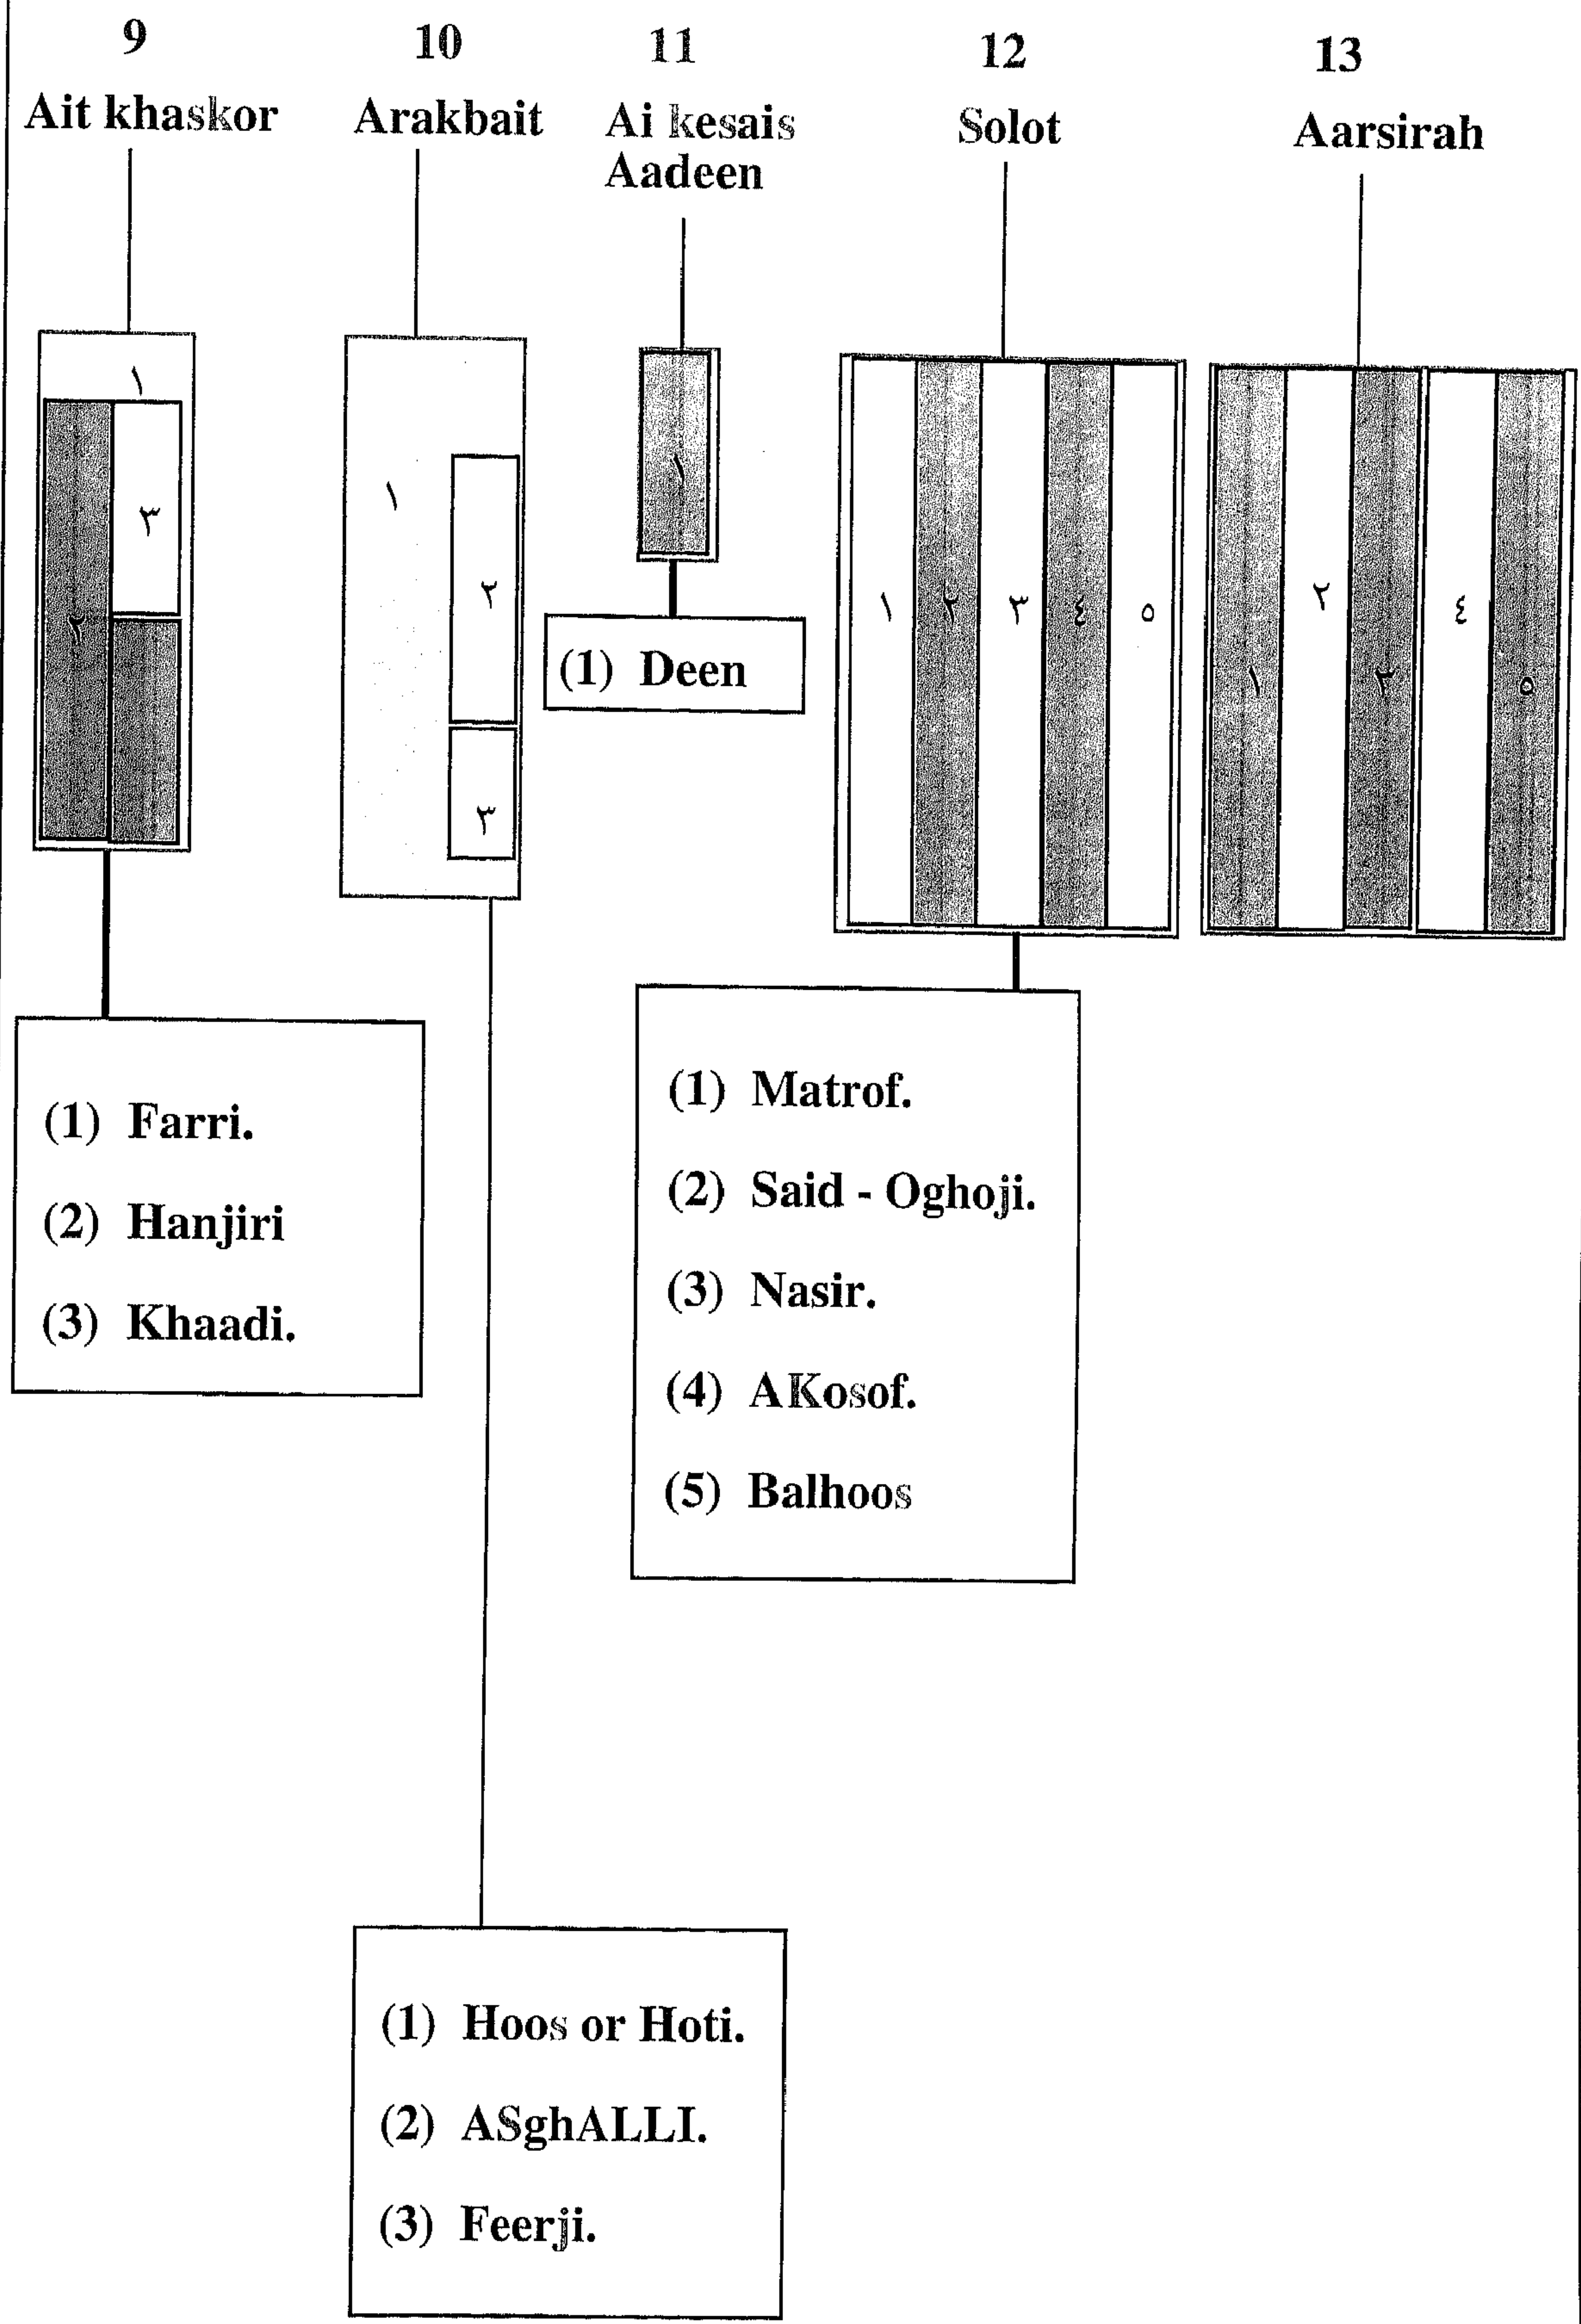 9
Ait khaskor
10
Arakbait
11
Ai kesais
Aadeen
12
Solot
13
Aarsirah
١
٢
٣
١
٢
٣
١
١
٢
٣
٤
٥
١
٢
٣
٤
٥
(1) Deen
(1) Farri.
(2) Hanjiri
(3) Khaadi.
(1) Matrof.
(2) Said - Oghoji.
(3) Nasir.
(4) AKosof.
(5) Balhoos
(1) Hoos or Hoti.
(2) ASghALLI.
(3) Feerji.